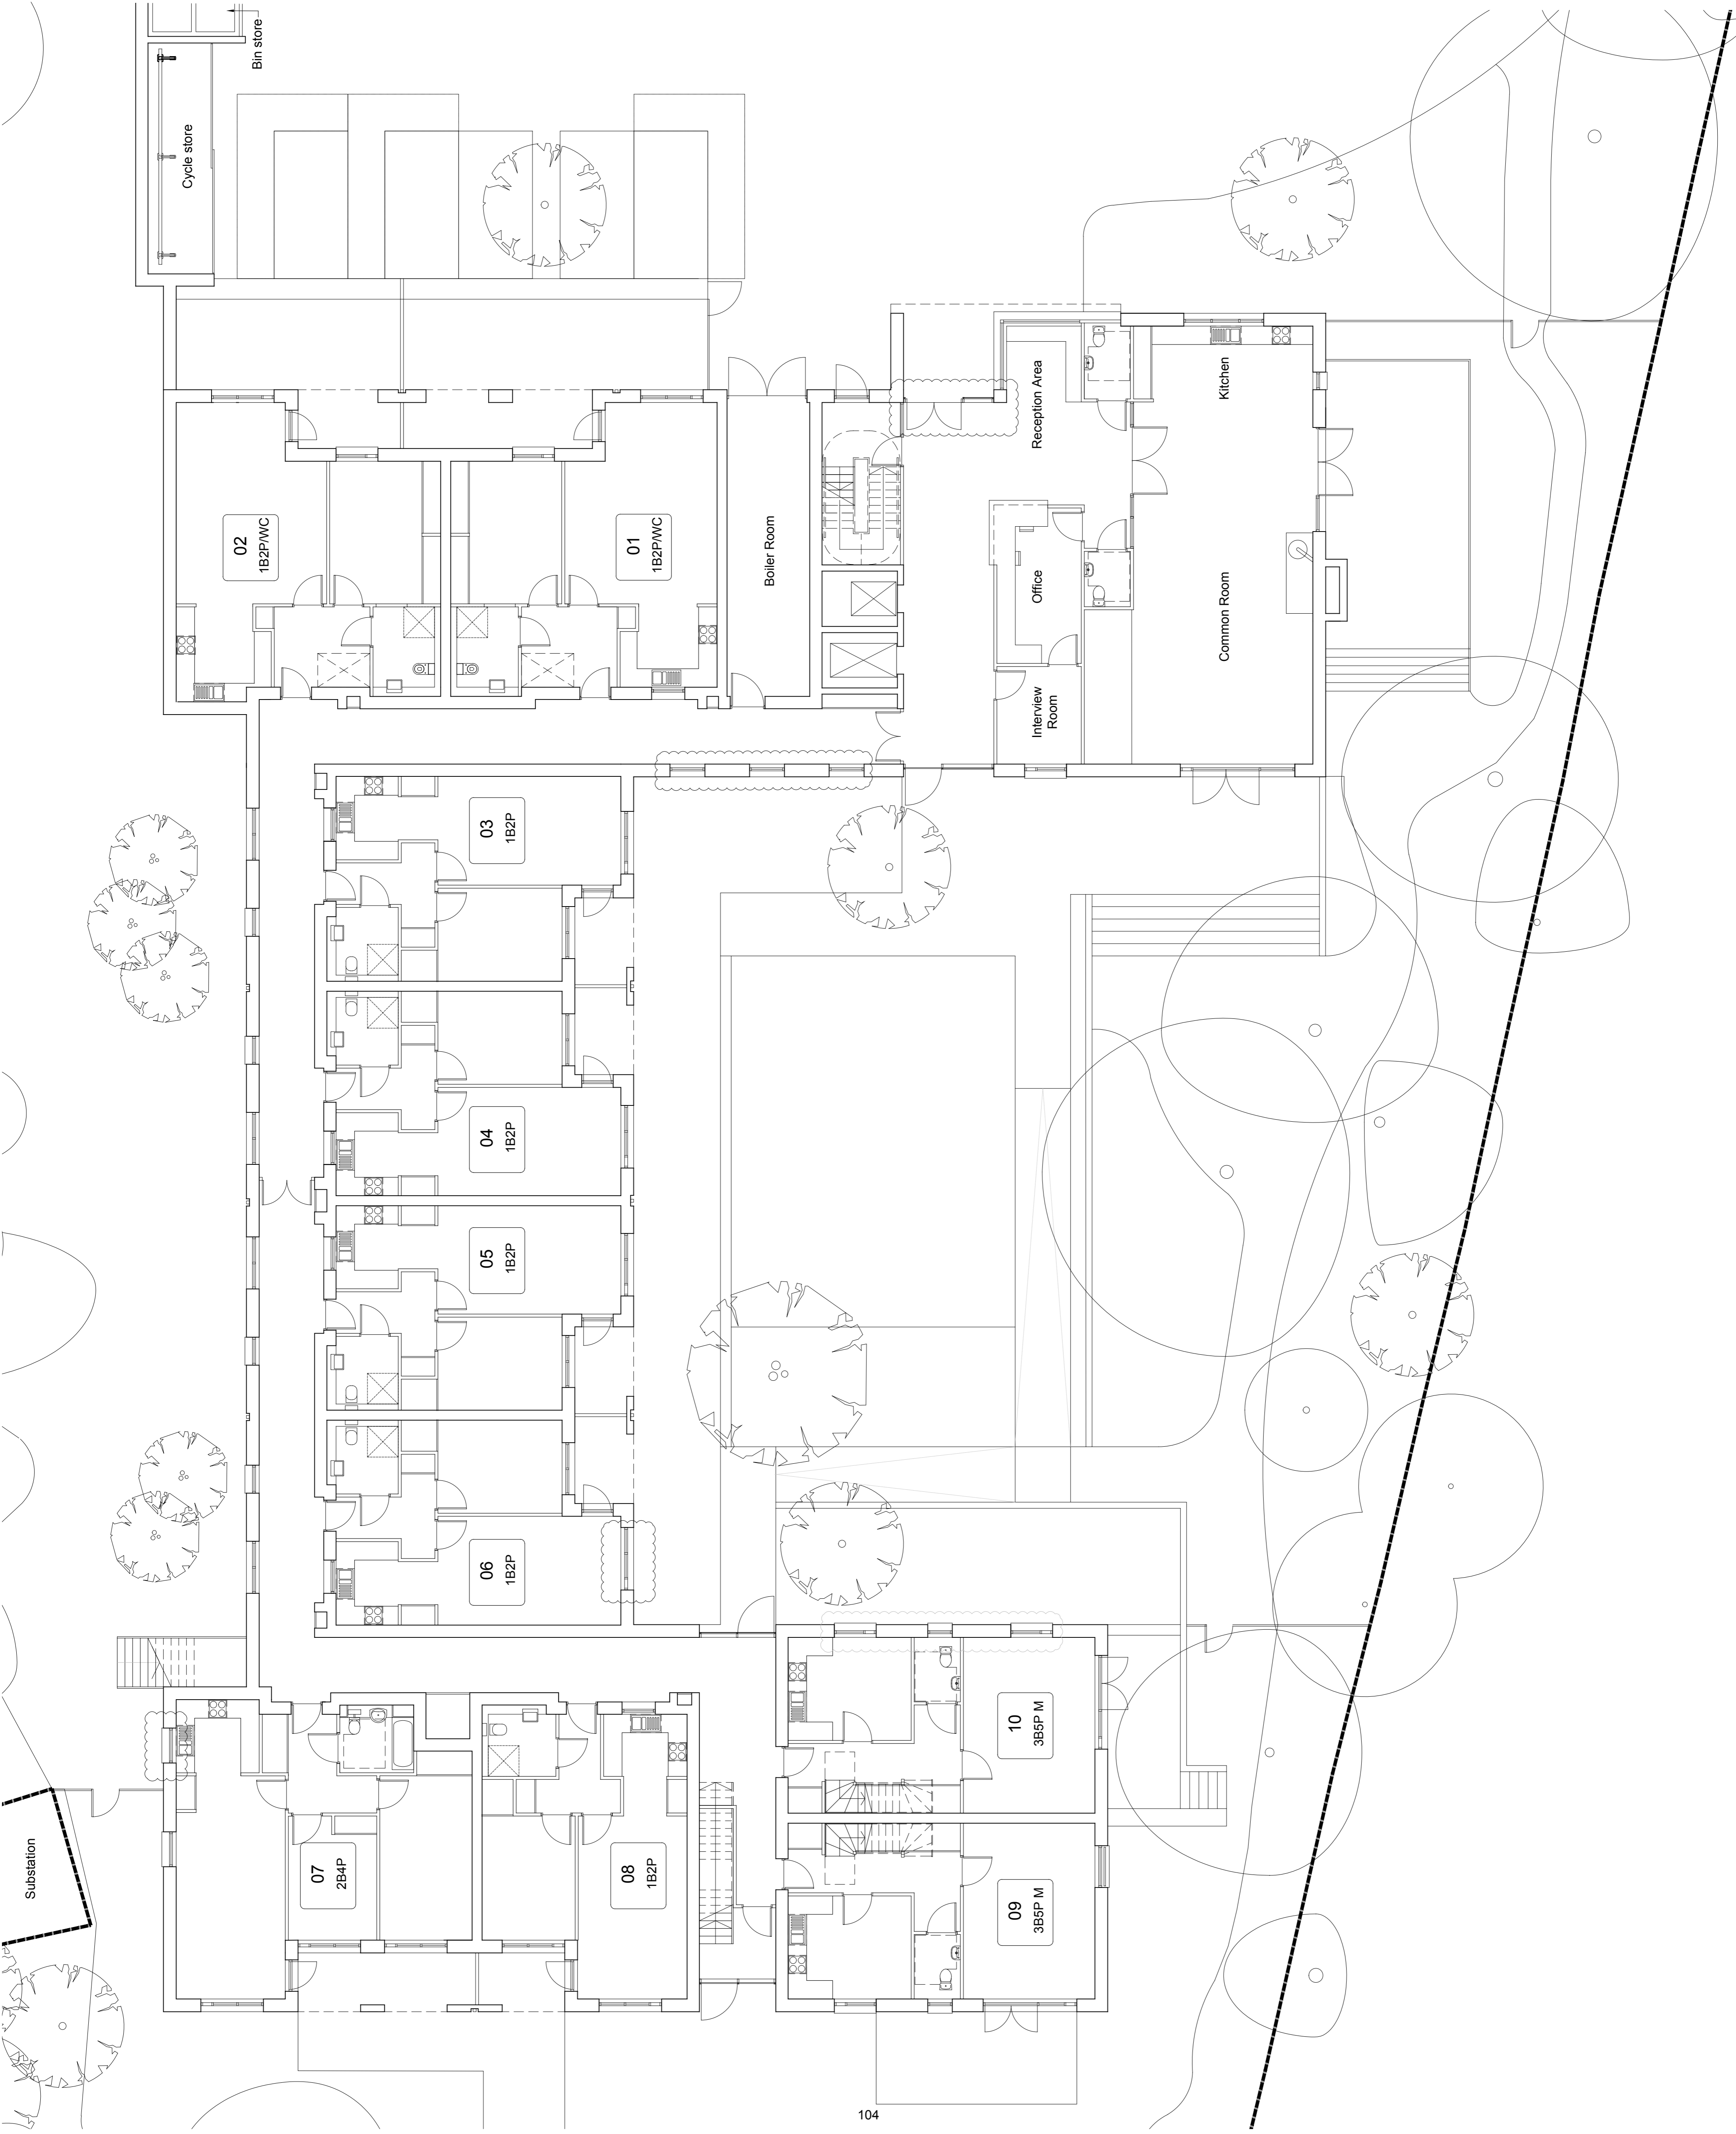 Bin store
Cycle store
02
1B2P/WC
01
1B2P/WC
Boiler Room
Reception Area
Kitchen
Office
Common Room
Interview
Room
03
1B2P
04
1B2P
05
1B2P
06
1B2P
Substation
07
2B4P
08
1B2P
10
3B5P M
09
3B5P M
104